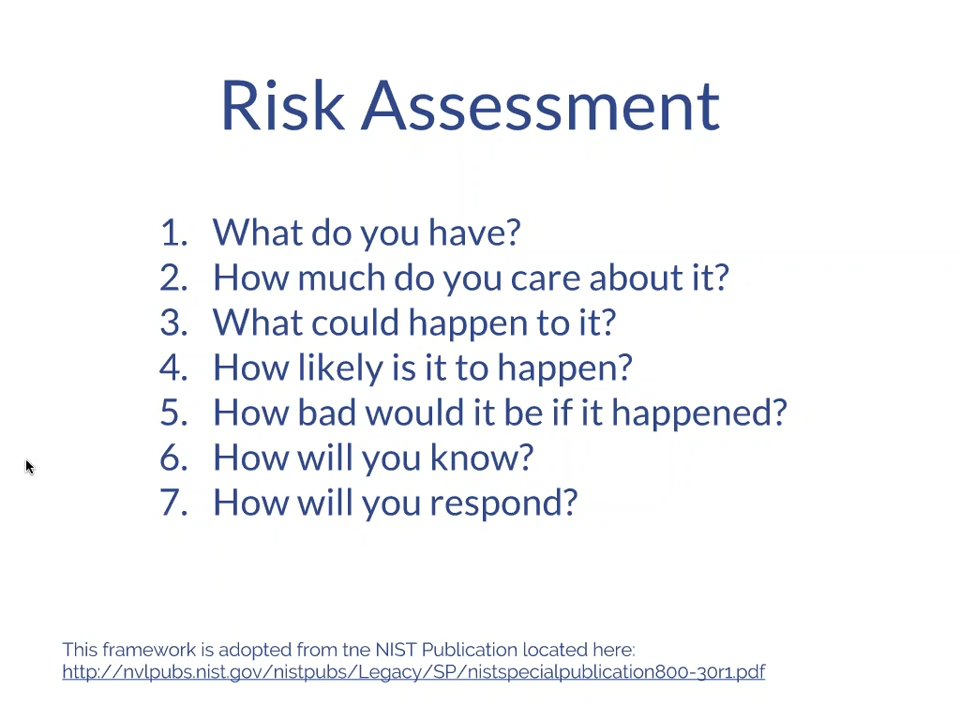 Risk Assessment
1. What do you have?
2. How much do you care about it?
3. What could happen to it?
4. How likely is it to happen?
5. How bad would it be if it happened?
6. How will you know?
7. How will you respond?
This framework is adopted from tne NIST Publication located here:
http://nvlpubs.nist.gov/nistpubs/Legacy/SP/nistspecialpublication800-30r1.pdf